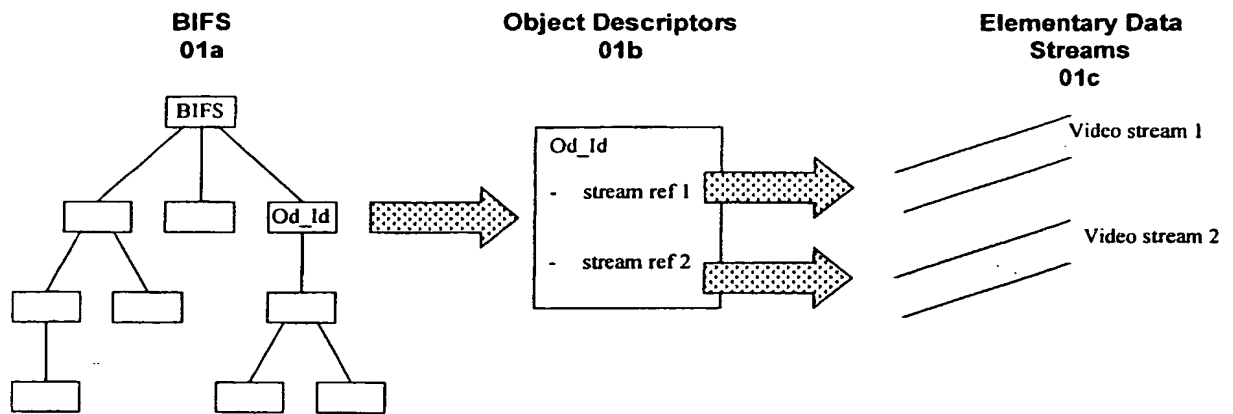 BIFS
01a
Object Descriptors
01b
Elementary Data
Streams
01c
BIFS
Od_Id
Od_Id
- stream ref 1
- stream ref 2
Video stream 1
Video stream 2